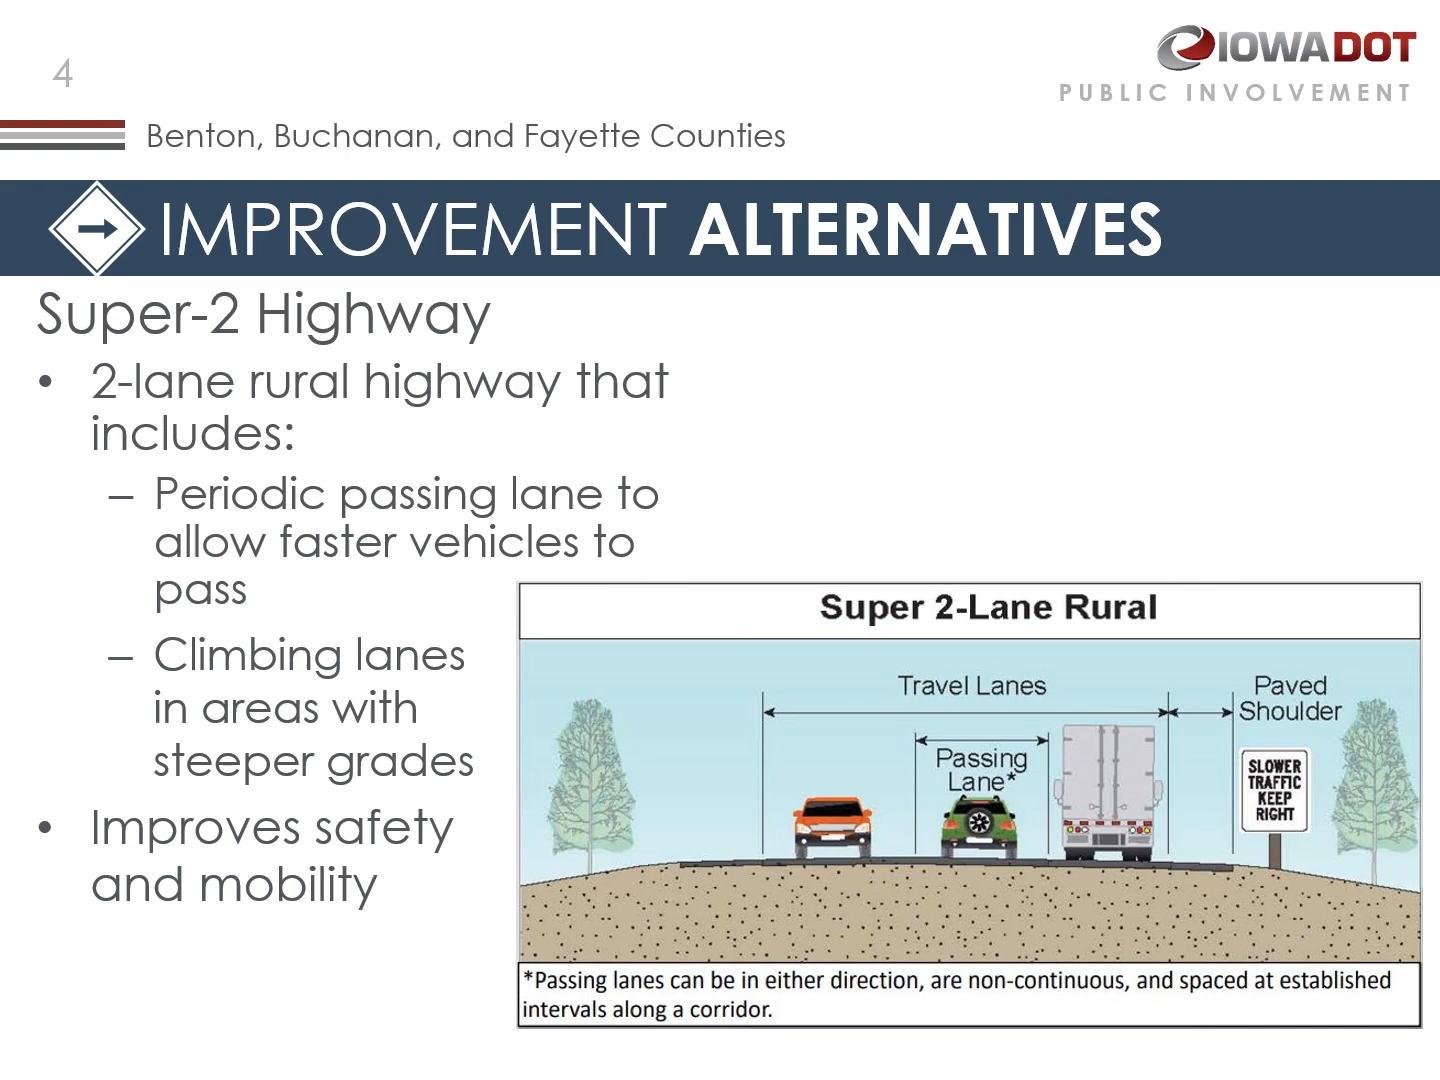 4
IOWADOT
PUBLIC INVOLVEMENT
Benton, Buchanan, and Fayette Counties
IMPROVEMENT ALTERNATIVES
Super-2 Highway
• 2-lane rural highway that
includes:
– Periodic passing lane to
allow faster vehicles to
pass
– Climbing lanes
in areas with
steeper grades
• Improves safety
and mobility
Super 2-Lane Rural
Travel Lanes
Paved
Shoulder
Passing
Lane*
SLOWER
TRAFFIC
KEEP
RIGHT
*Passing lanes can be in either direction, are non-continuous, and spaced at established
intervals along a corridor.